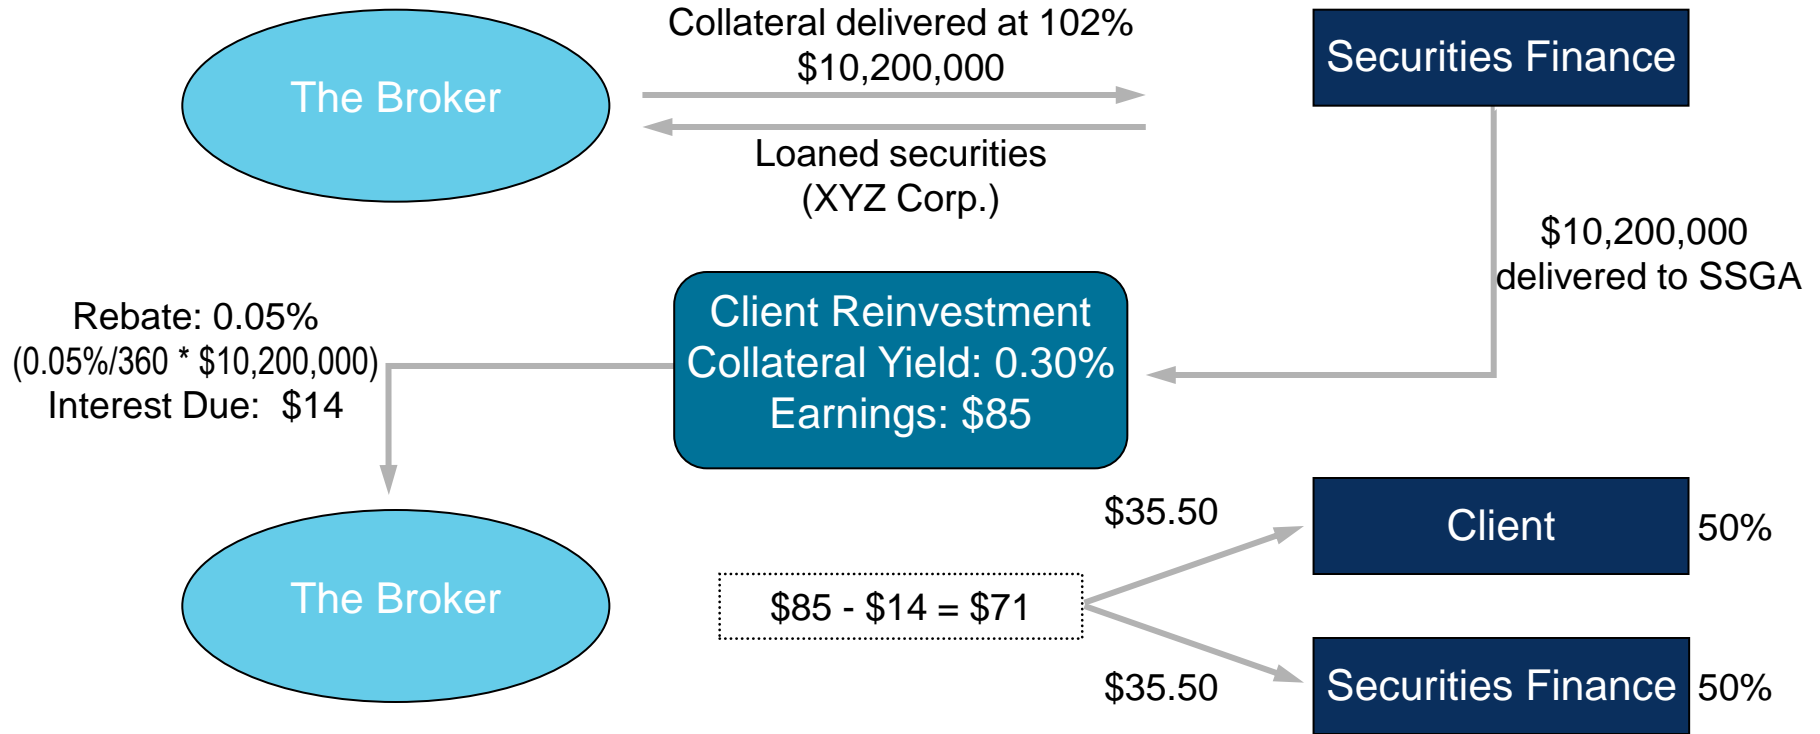 The Broker
Collateral delivered at 102%
$10,200,000
Loaned securities
(XYZ Corp.)
Securities Finance
$10,200,000
delivered to SSGA
Client Reinvestment
Collateral Yield: 0.30%
Earnings: $85
Rebate: 0.05%
(0.05%/360 * $10,200,000)
Interest Due: $14
The Broker
$85 - $14 = $71
$35.50
Client
50%
$35.50
Securities Finance
50%